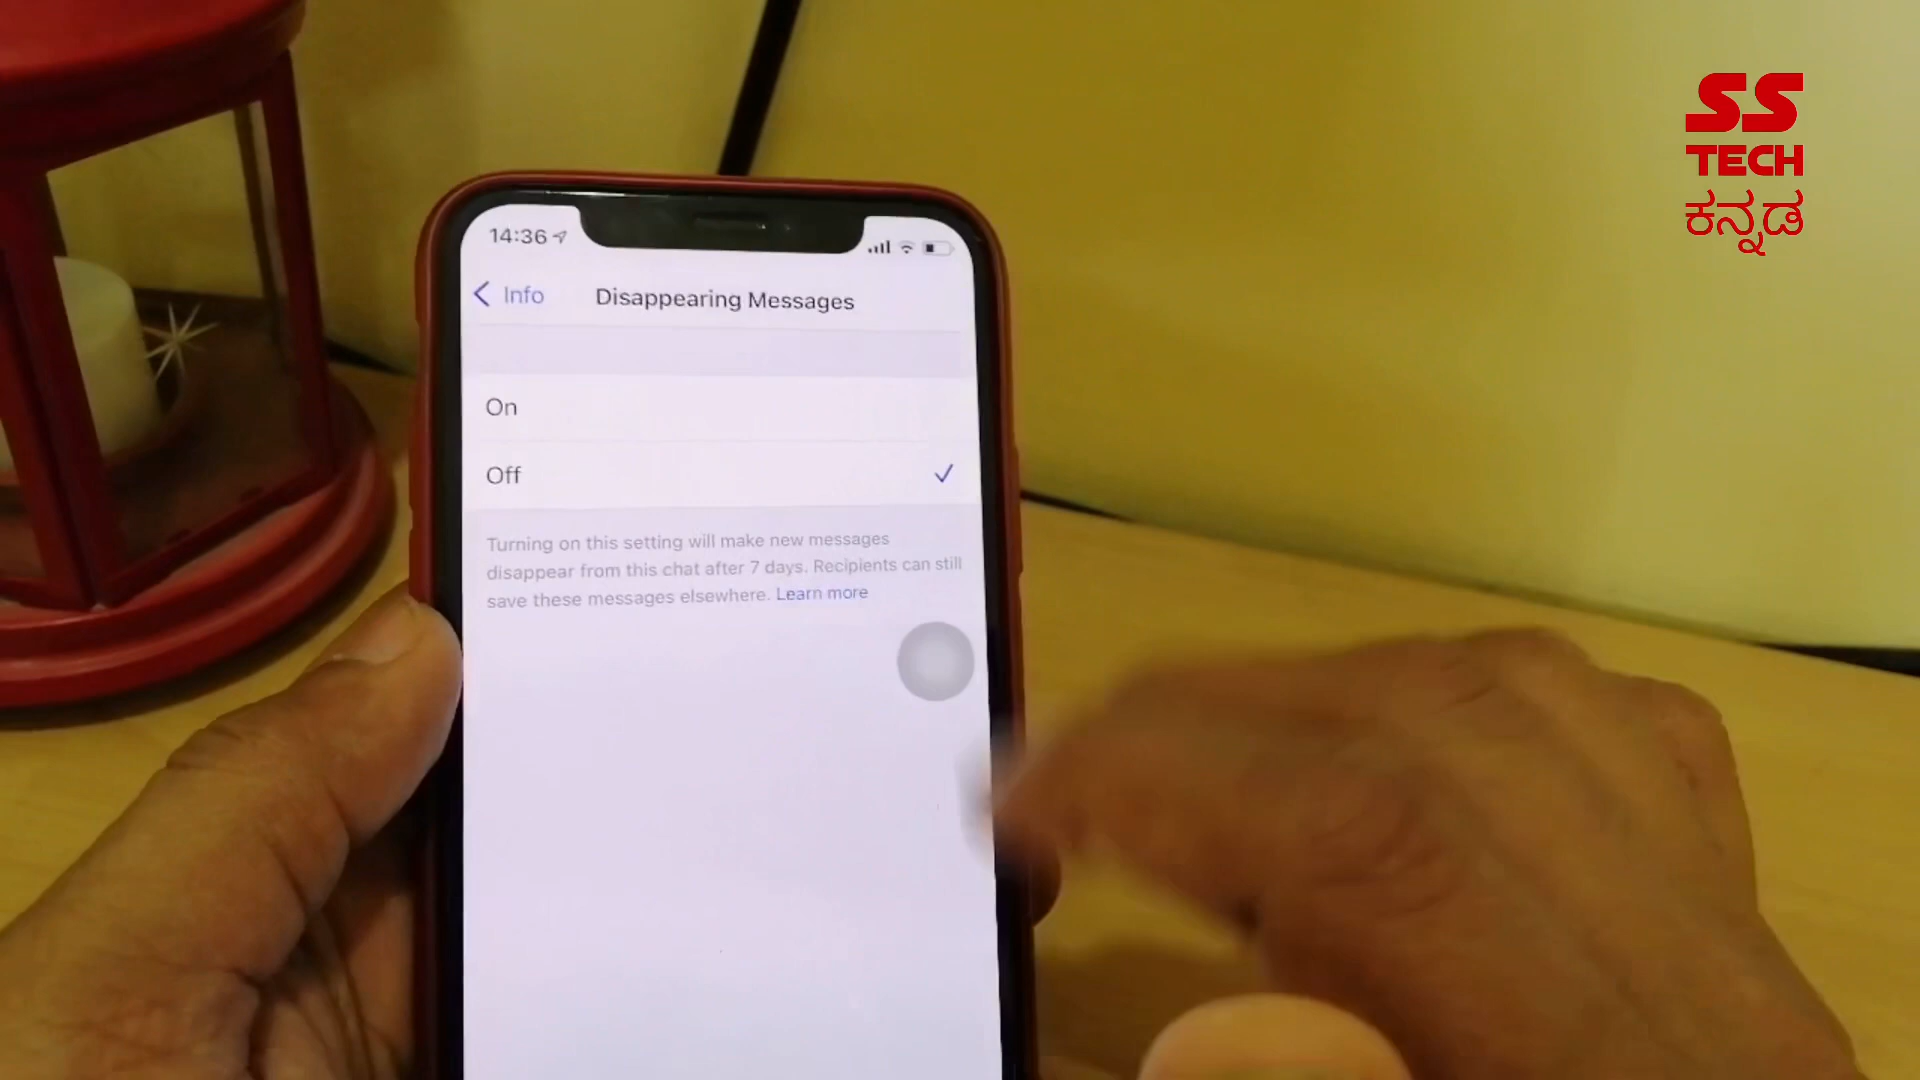 14:36
Info
Disappearing Messages
On
Off
Turning on this setting will make new messages
disappear from this chat after 7 days. Recipients can still
save these messages elsewhere. Learn more
SS
TECH
ಕನ್ನಡ